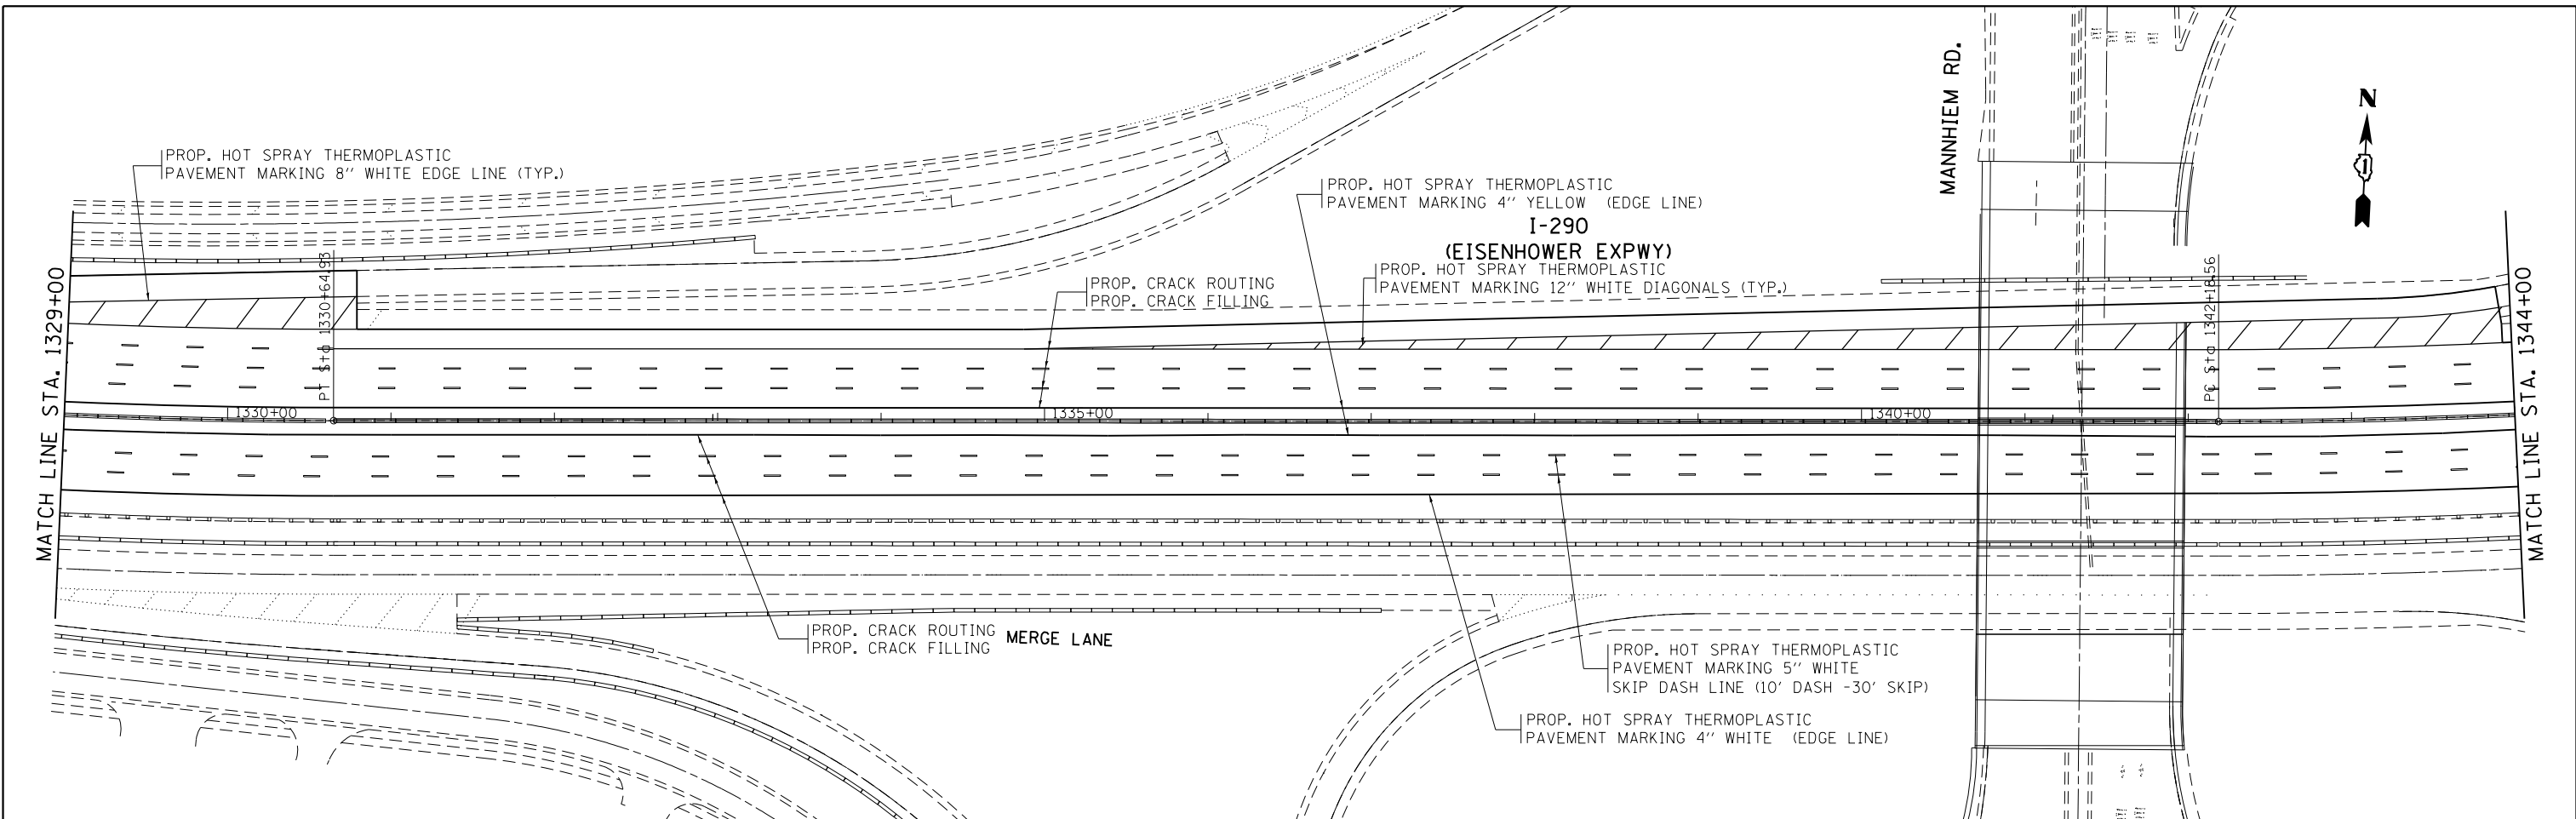 MANNHIEM RD.
N
PROP. HOT SPRAY THERMOPLASTIC
PAVEMENT MARKING 8" WHITE EDGE LINE (TYP.)
PROP. HOT SPRAY THERMOPLASTIC
PAVEMENT MARKING 4" YELLOW (EDGE LINE)
I-290
(EISENHOWER EXPWY)
PROP. HOT SPRAY THERMOPLASTIC
PAVEMENT MARKING 12" WHITE DIAGONALS (TYP.)
PROP. CRACK ROUTING
PROP. CRACK FILLING
MATCH LINE STA. 1329+00
PT Sta 1330+64.93
PC Sta 1342+18.56
MATCH LINE STA. 1344+00
1330+00
1335+00
1340+00
PROP. CRACK ROUTING
PROP. CRACK FILLING
MERGE LANE
PROP. HOT SPRAY THERMOPLASTIC
PAVEMENT MARKING 5" WHITE
SKIP DASH LINE (10' DASH -30' SKIP)
PROP. HOT SPRAY THERMOPLASTIC
PAVEMENT MARKING 4" WHITE (EDGE LINE)